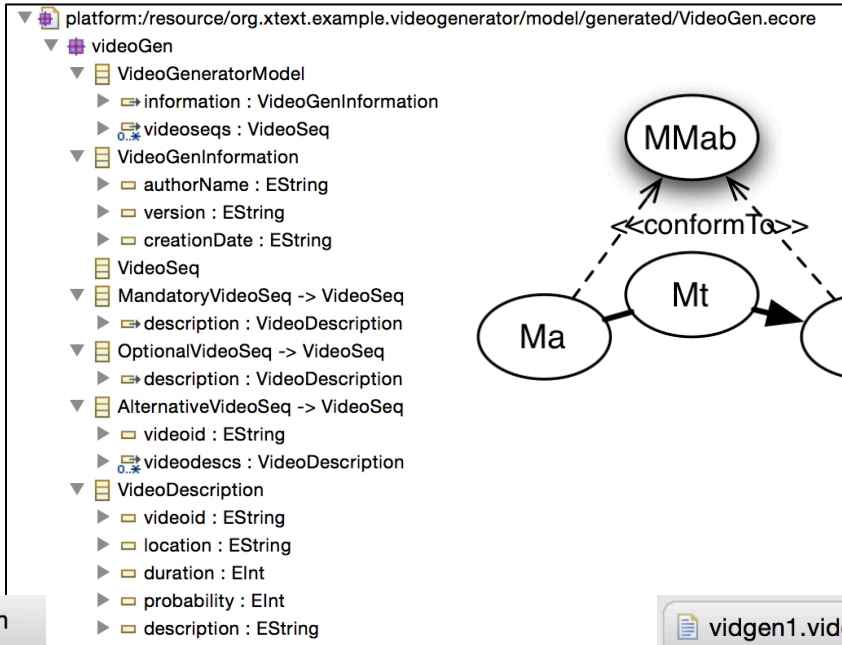 platform:/resource/org.xtext.example.videogenerator/model/generated/VideoGen.ecore
videoGen
VideoGeneratorModel
information : VideoGenInformation
0..* videoseqs : VideoSeq
VideoGenInformation
authorName : EString
version : EString
creationDate : EString
VideoSeq
MandatoryVideoSeq -> VideoSeq
description : VideoDescription
OptionalVideoSeq -> VideoSeq
description : VideoDescription
AlternativeVideoSeq -> VideoSeq
videoid : EString
0..* videodescs : VideoDescription
VideoDescription
videoid : EString
location : EString
duration : EInt
probability : EInt
description : EString
MMab
<<conformTo>>
Mt
Ma
vidgen1.vid